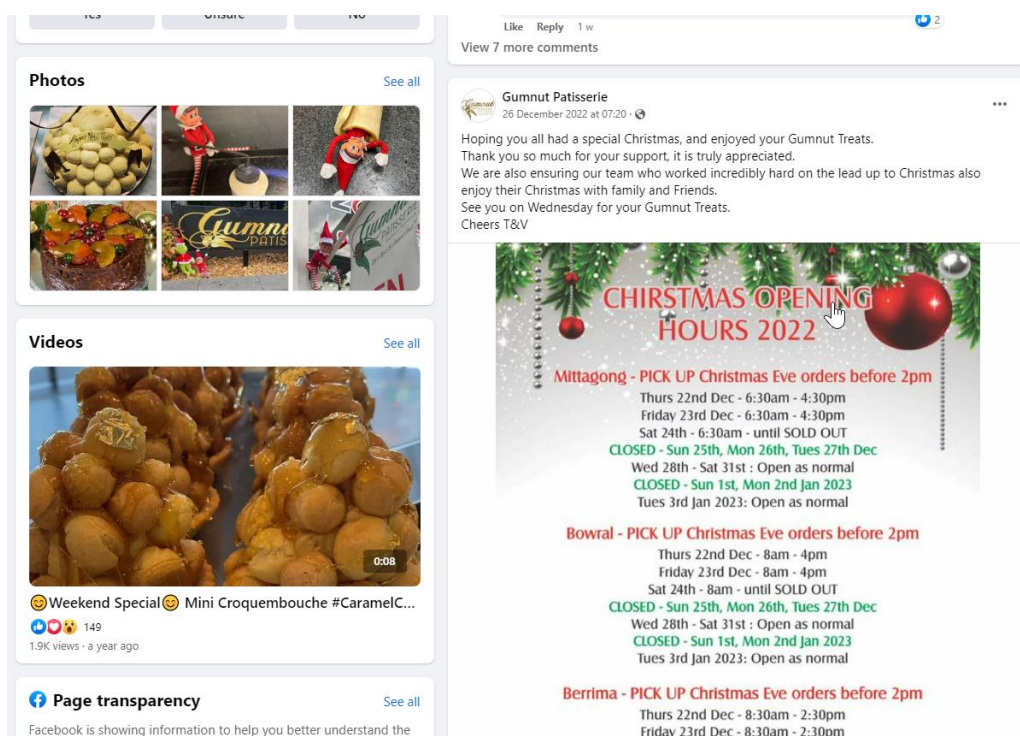 Yes
Unsure
No
Photos
See all
Gumnut
PATIS
Videos
See all
0:08
😊Weekend Special😊 Mini Croquembouche #CaramelC...
149
1.9K views · a year ago
Page transparency
See all
Facebook is showing information to help you better understand the
Like Reply 1 w
2
View 7 more comments
Gumnut Patisserie
26 December 2022 at 07:20 ·
Hoping you all had a special Christmas, and enjoyed your Gumnut Treats.
Thank you so much for your support, it is truly appreciated.
We are also ensuring our team who worked incredibly hard on the lead up to Christmas also
enjoy their Christmas with family and Friends.
See you on Wednesday for your Gumnut Treats.
Cheers T&V
CHIRSTMAS OPENING
HOURS 2022
Mittagong - PICK UP Christmas Eve orders before 2pm
Thurs 22nd Dec - 6:30am - 4:30pm
Friday 23rd Dec - 6:30am - 4:30pm
Sat 24th - 6:30am - until SOLD OUT
CLOSED - Sun 25th, Mon 26th, Tues 27th Dec
Wed 28th - Sat 31st : Open as normal
CLOSED - Sun 1st, Mon 2nd Jan 2023
Tues 3rd Jan 2023: Open as normal
Bowral - PICK UP Christmas Eve orders before 2pm
Thurs 22nd Dec - 8am - 4pm
Friday 23rd Dec - 8am - 4pm
Sat 24th - 8am - until SOLD OUT
CLOSED - Sun 25th, Mon 26th, Tues 27th Dec
Wed 28th - Sat 31st : Open as normal
CLOSED - Sun 1st, Mon 2nd Jan 2023
Tues 3rd Jan 2023: Open as normal
Berrima - PICK UP Christmas Eve orders before 2pm
Thurs 22nd Dec - 8:30am - 2:30pm
Friday 23rd Dec - 8:30am - 2:30pm